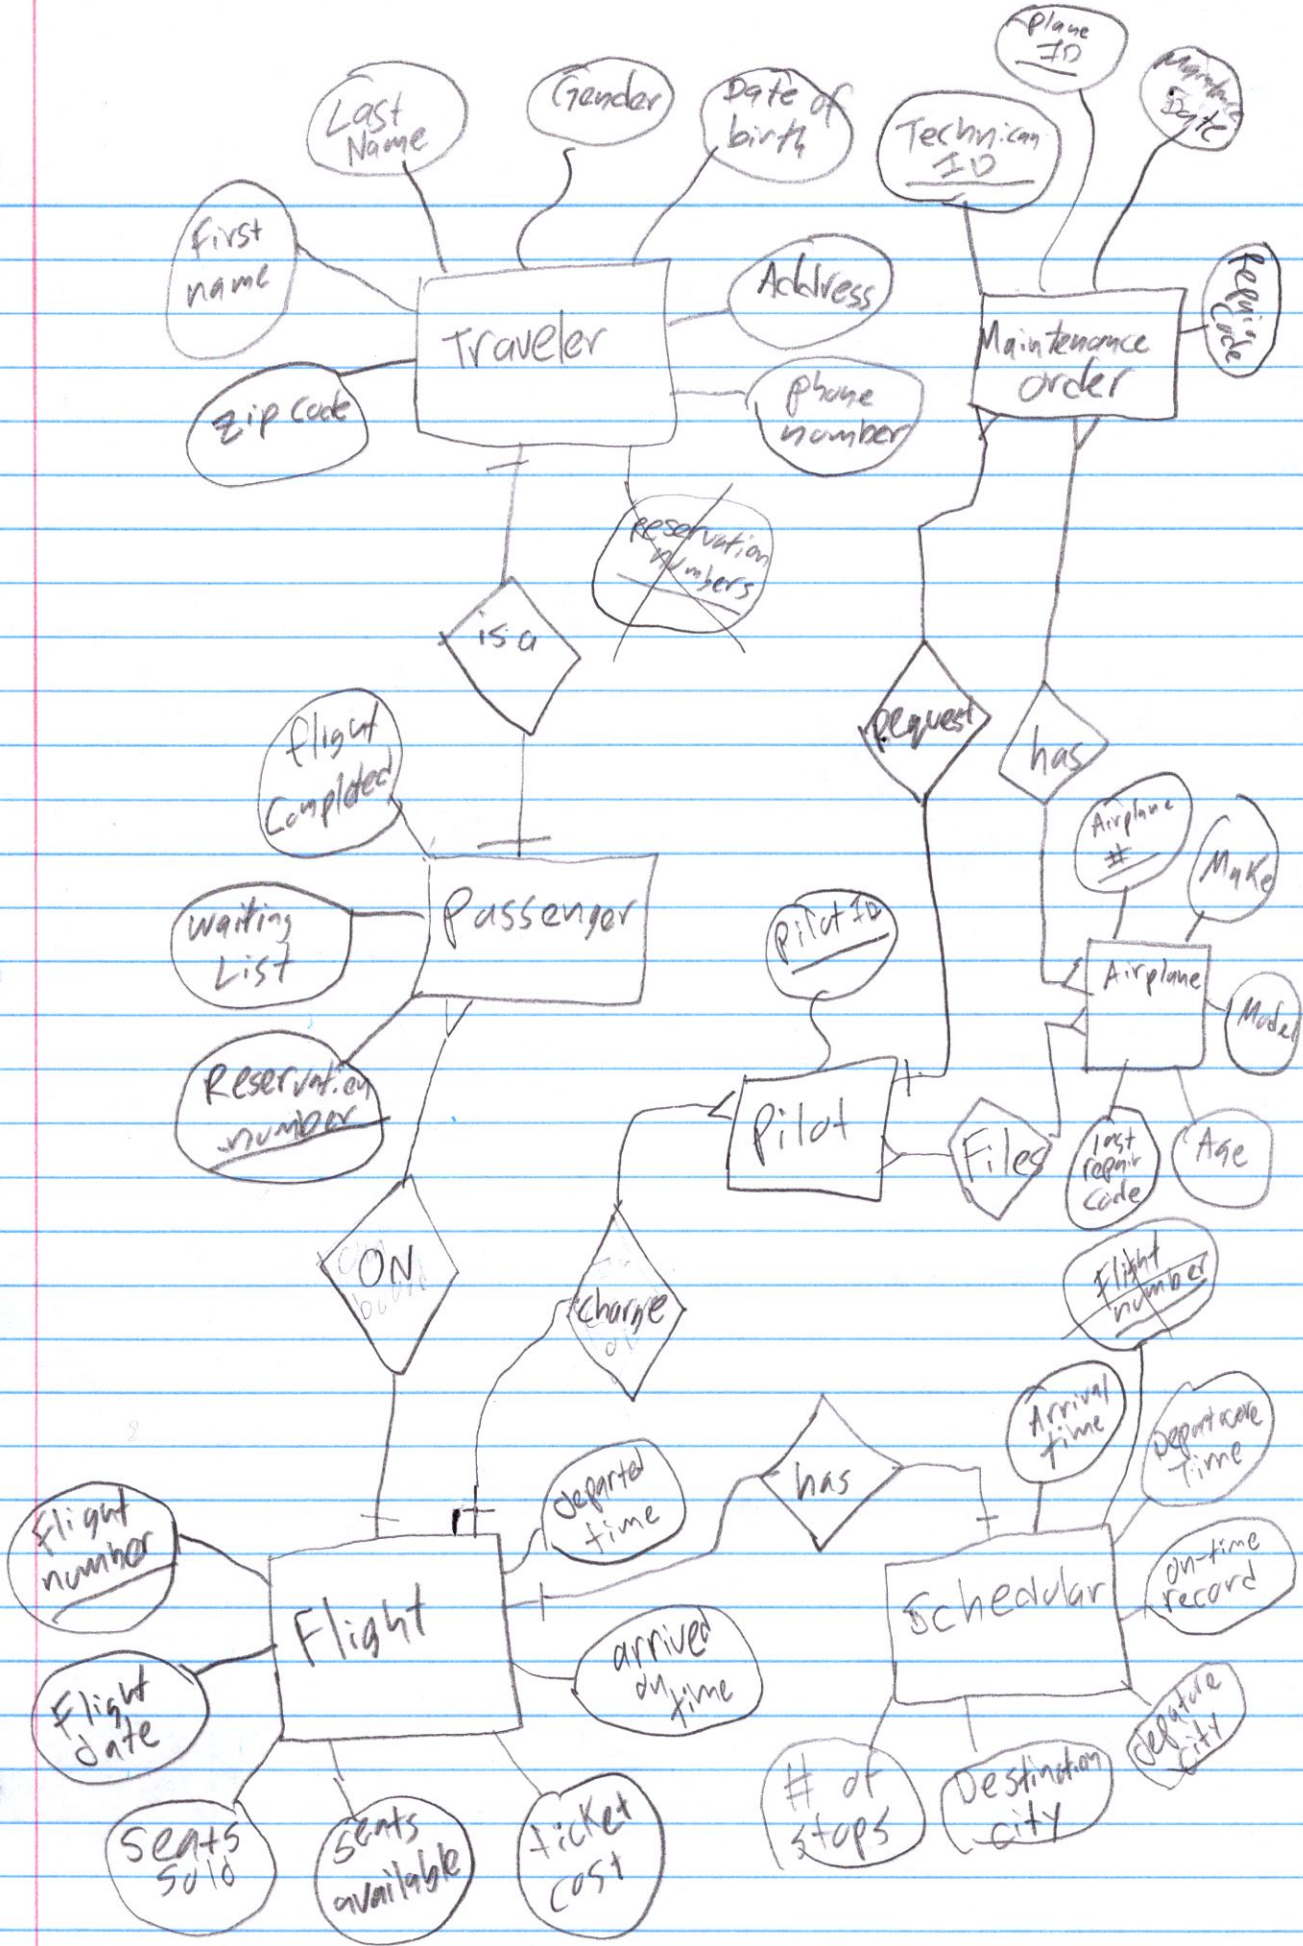 Plane
ID
Last
Name
Gender
Date of
birth
Technican
ID
Date
First
name
Address
Traveler
Maintenance
order
Code
Zip code
phone
number
Reservation
numbers
is a
Request
has
flight
Completed
Airplane
#
Make
Passenger
Pilot ID
waiting
List
Airplane
Model
Reservation
number
Pilot
Files
last
repair
code
Age
ON
charge
Flight
number
Arrival
time
Departure
Time
has
departed
time
Flight
number
on-time
record
Flight
Schedular
arrived
on
time
Flight
date
depature
city
# of
stops
Destination
city
Seats
Sold
Seats
available
ticket
cost